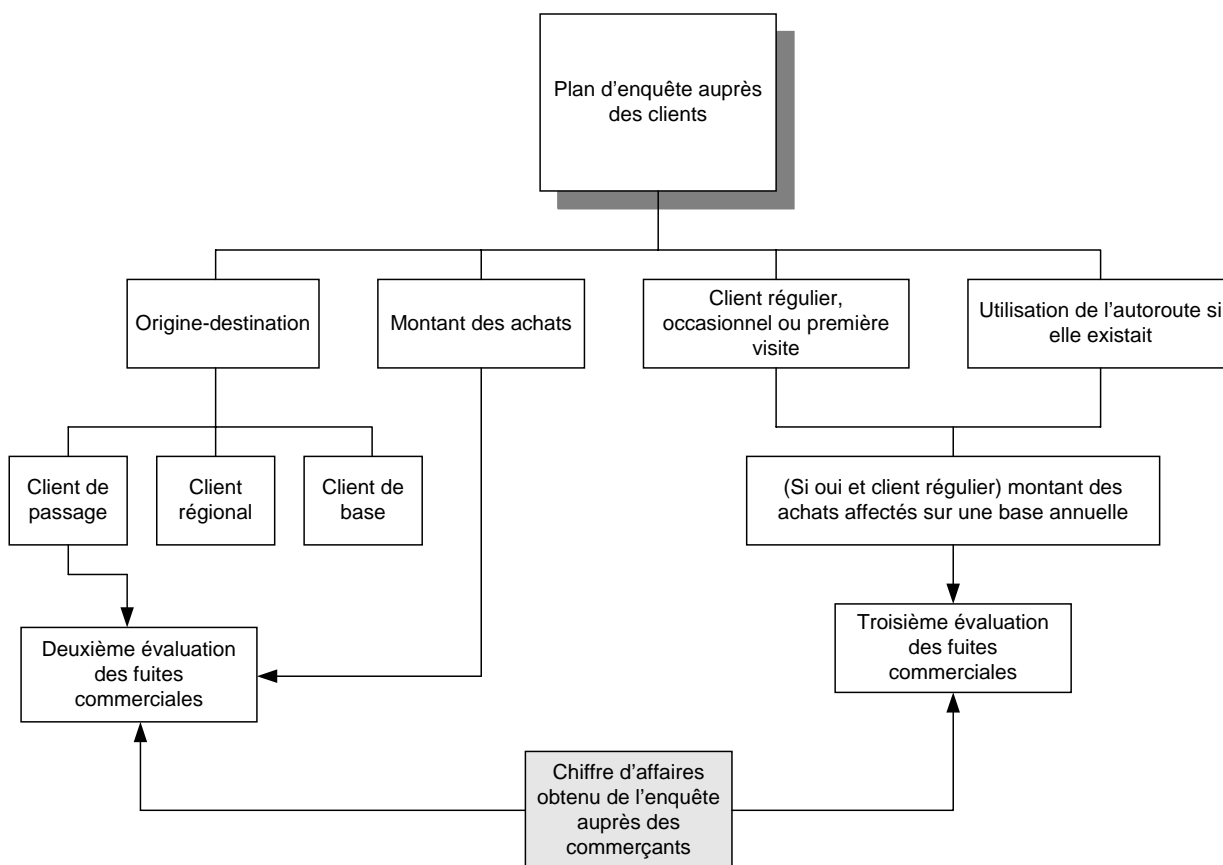 Plan d’enquête auprès
des clients
Origine-destination
Montant des achats
Client régulier,
occasionnel ou première
visite
Utilisation de l’autoroute si
elle existait
Client de
passage
Client
régional
Client de
base
(Si oui et client régulier) montant des
achats affectés sur une base annuelle
Deuxième évaluation
des fuites
commerciales
Troisième évaluation
des fuites
commerciales
Chiffre d’affaires
obtenu de l’enquête
auprès des
commerçants